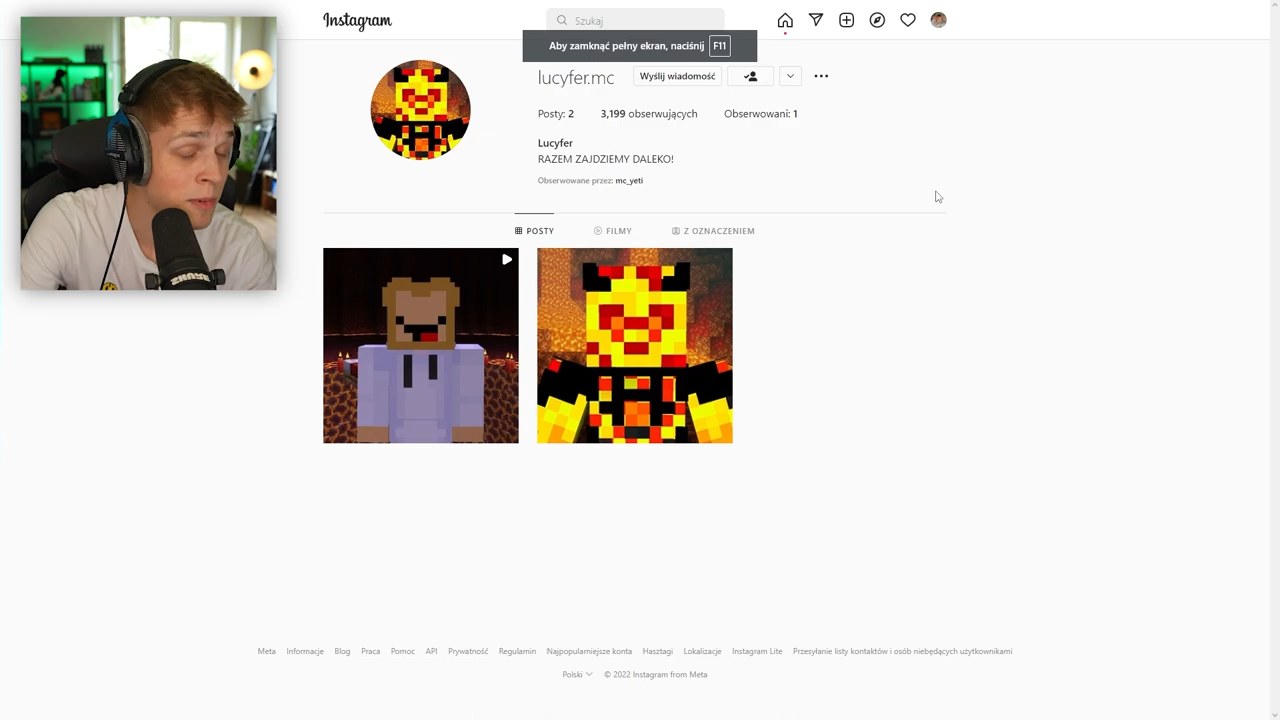 Instagram
Szukaj
Aby zamknąć pełny ekran, naciśnij F11
lucyfer.mc
Wyślij wiadomość
Posty: 2
3,199 obserwujących
Obserwowani: 1
Lucyfer
RAZEM ZAJDZIEMY DALEKO!
Obserwowane przez: mc_yeti
POSTY
FILMY
Z OZNACZENIEM
Meta
Informacje
Blog
Praca
Pomoc
API
Prywatność
Regulamin
Najpopularniejsze konta
Hasztagi
Lokalizacje
Instagram Lite
Przesyłanie listy kontaktów i osób niebędących użytkownikami
Polski
© 2022 Instagram from Meta